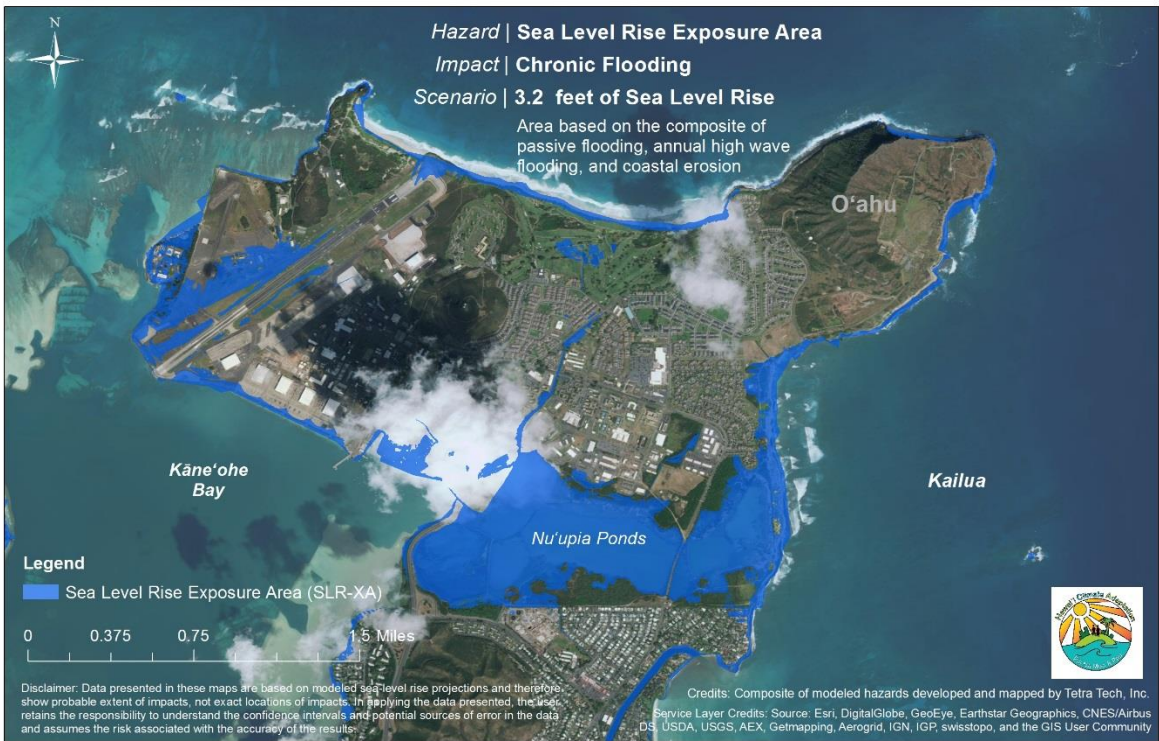 N
Hazard | Sea Level Rise Exposure Area
Impact | Chronic Flooding
Scenario | 3.2 feet of Sea Level Rise
Area based on the composite of
passive flooding, annual high wave
flooding, and coastal erosion
Oʻahu
Kāneʻohe
Bay
Kailua
Nuʻupia Ponds
Legend
Sea Level Rise Exposure Area (SLR-XA)
0 0.375 0.75 1.5 Miles
Hawaiʻi Climate Adaptation
Disclaimer: Data presented in these maps are based on modeled sea-level rise projections and therefore
show probable extent of impacts, not exact locations of impacts. In applying the data presented, the user
retains the responsibility to understand the confidence intervals and potential sources of error in the data
and assumes the risk associated with the accuracy of the results.
Credits: Composite of modeled hazards developed and mapped by Tetra Tech, Inc.
Service Layer Credits: Source: Esri, DigitalGlobe, GeoEye, Earthstar Geographics, CNES/Airbus
DS, USDA, USGS, AEX, Getmapping, Aerogrid, IGN, IGP, swisstopo, and the GIS User Community